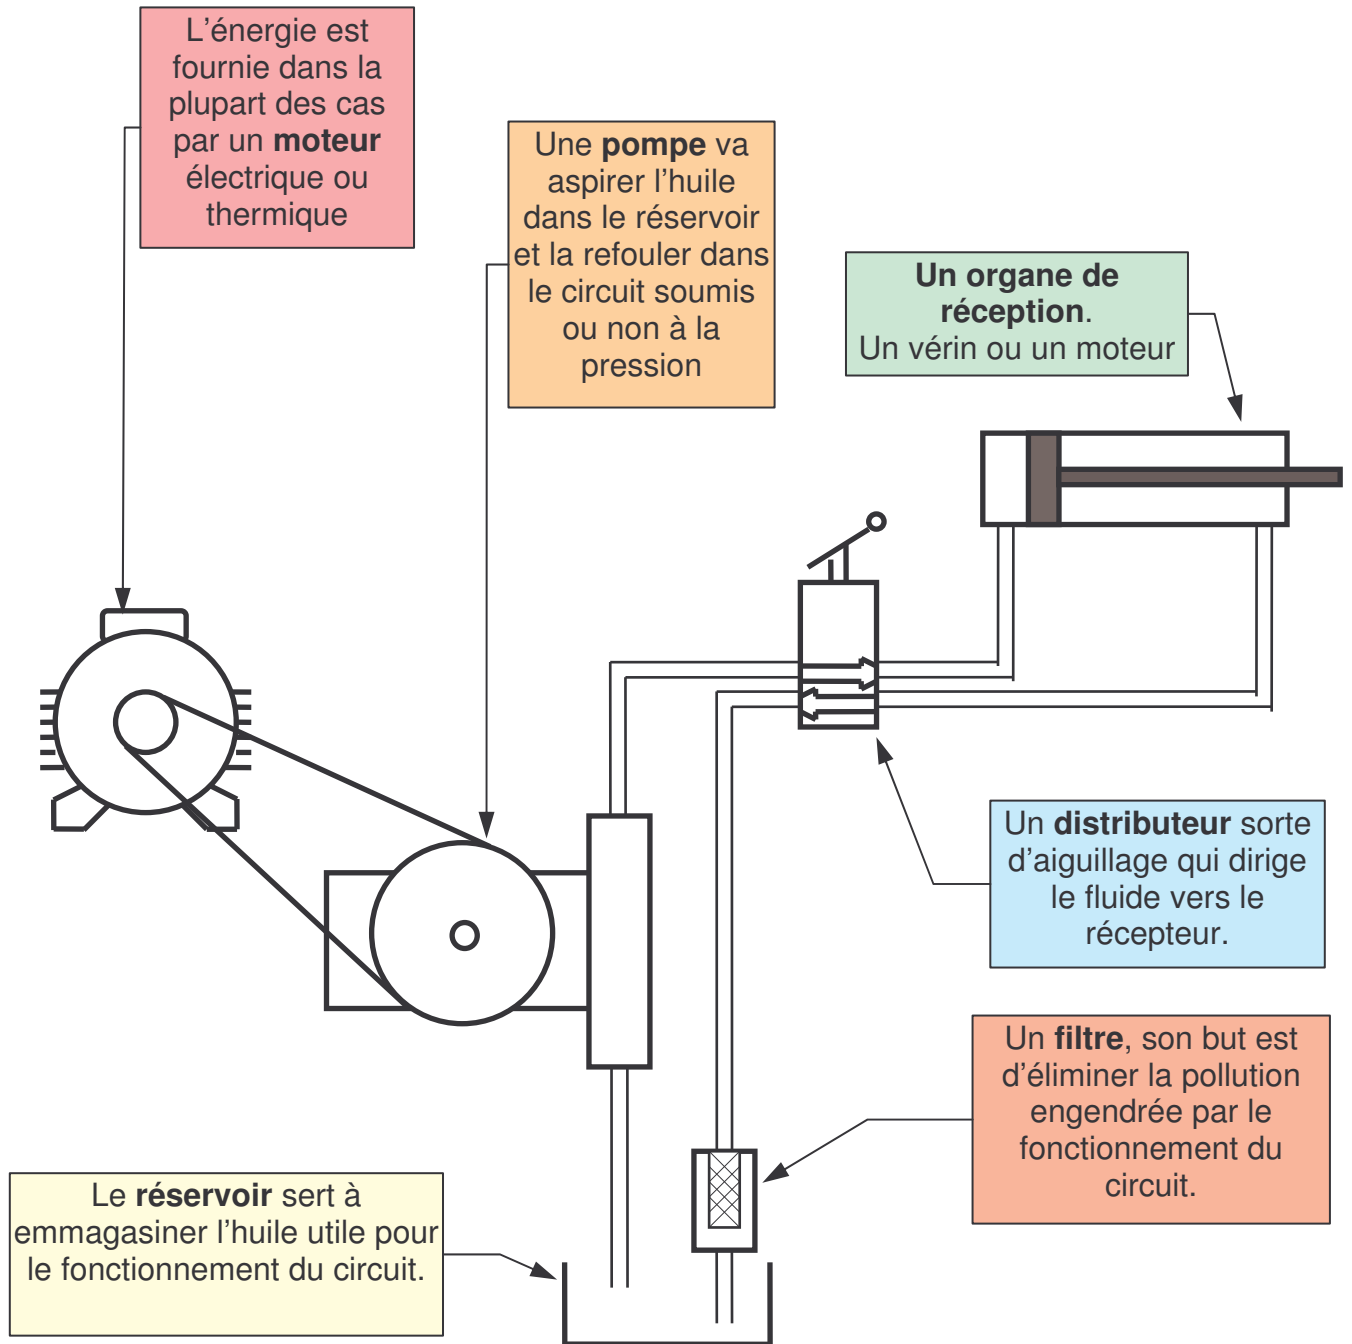 L’énergie est
fournie dans la
plupart des cas
par un moteur
électrique ou
thermique
Une pompe va
aspirer l’huile
dans le réservoir
et la refouler dans
le circuit soumis
ou non à la
pression
Un organe de
réception.
Un vérin ou un moteur
Un distributeur sorte
d’aiguillage qui dirige
le fluide vers le
récepteur.
Un filtre, son but est
d’éliminer la pollution
engendrée par le
fonctionnement du
circuit.
Le réservoir sert à
emmagasiner l’huile utile pour
le fonctionnement du circuit.